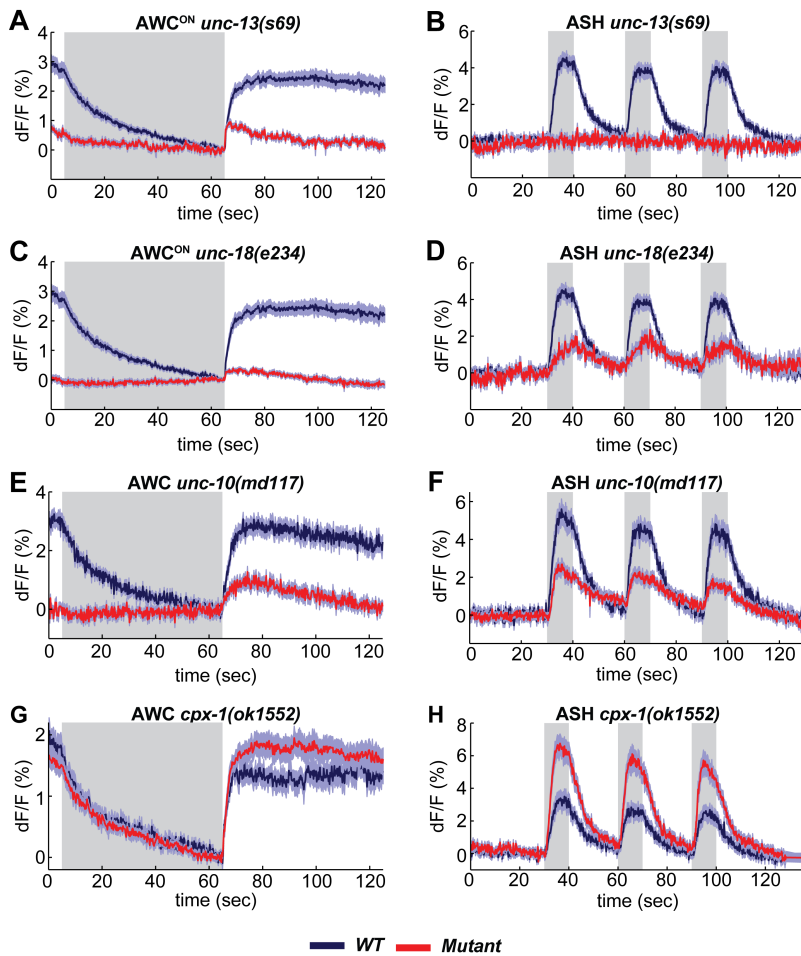 A
AWCᴼᴺ unc-13(s69)
dF/F (%)
4
3
2
1
0
0 20 40 60 80 100 120
time (sec)
B
ASH unc-13(s69)
dF/F (%)
6
4
2
0
0 20 40 60 80 100 120
time (sec)
C
AWCᴼᴺ unc-18(e234)
dF/F (%)
4
3
2
1
0
0 20 40 60 80 100 120
time (sec)
D
ASH unc-18(e234)
dF/F (%)
6
4
2
0
0 20 40 60 80 100 120
time (sec)
E
AWC unc-10(md117)
dF/F (%)
4
2
0
0 20 40 60 80 100 120
time (sec)
F
ASH unc-10(md117)
dF/F (%)
6
4
2
0
0 20 40 60 80 100 120
time (sec)
G
AWC cpx-1(ok1552)
dF/F (%)
2
1
0
0 20 40 60 80 100 120
time (sec)
H
ASH cpx-1(ok1552)
dF/F (%)
8
6
4
2
0
0 20 40 60 80 100 120
time (sec)
WT Mutant